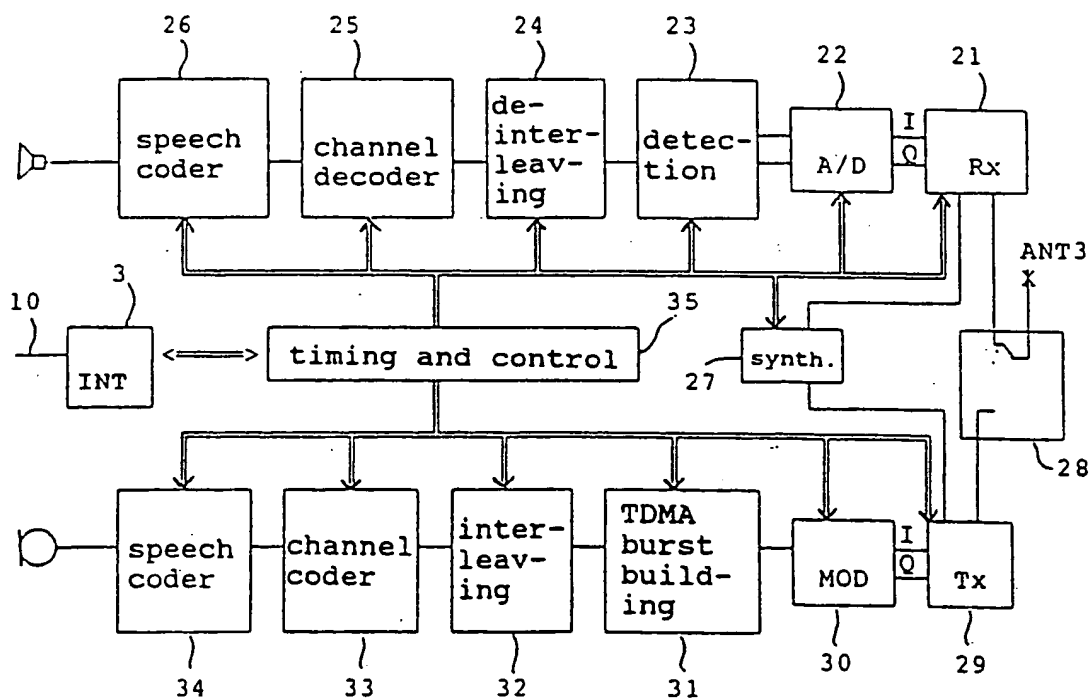 26
25
24
23
22
21
speech
coder
channel
decoder
de-
inter-
leav-
ing
detec-
tion
A/D
I
Q
Rx
ANT3
10
3
INT
timing and control
35
27
synth.
28
speech
coder
channel
coder
inter-
leav-
ing
TDMA
burst
build-
ing
MOD
I
Q
Tx
34
33
32
31
30
29